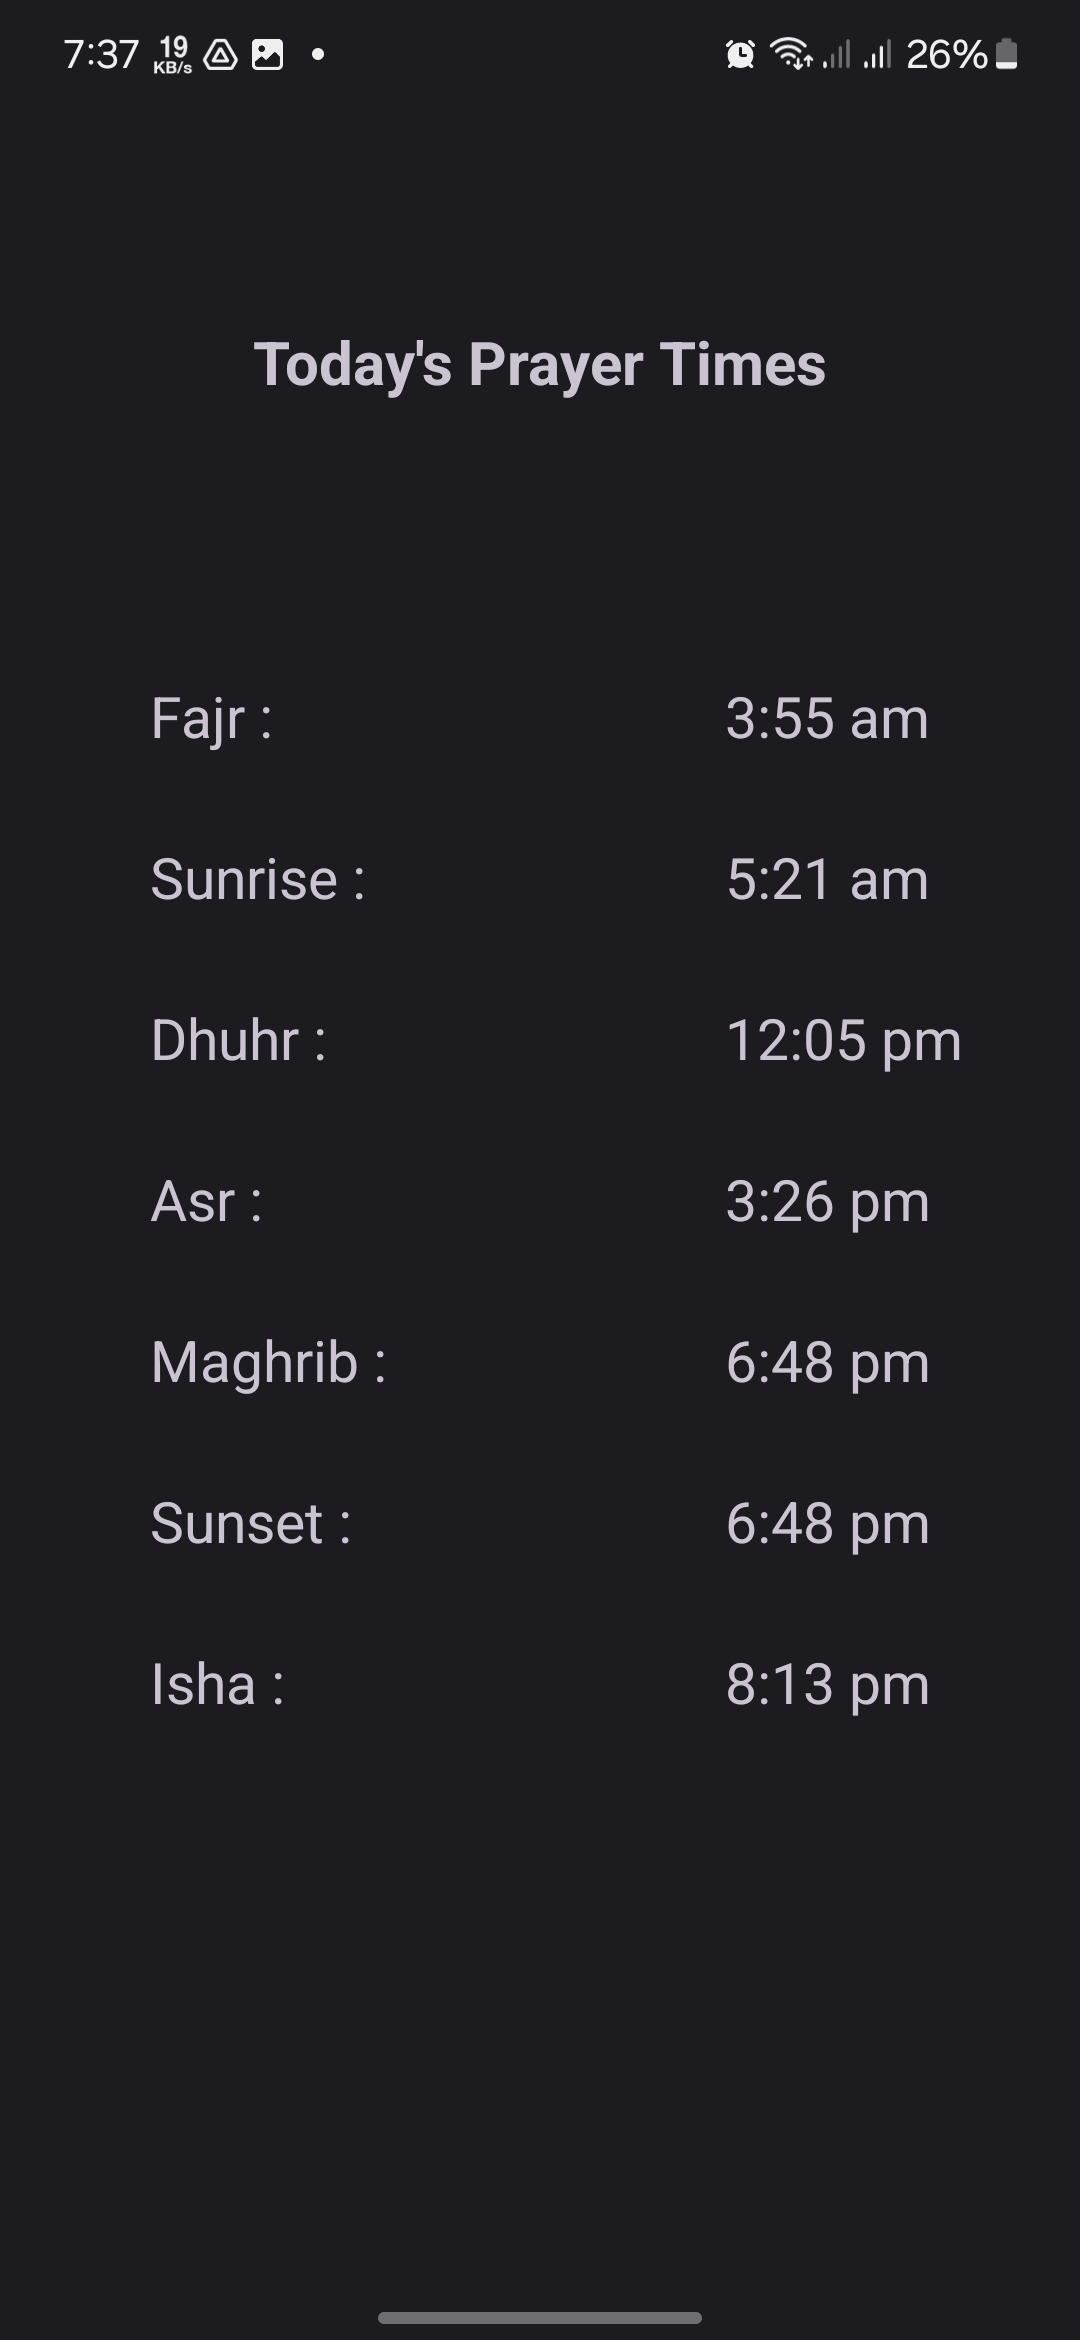 7:37 19 KB/s 26%
Today's Prayer Times
Fajr : 3:55 am
Sunrise : 5:21 am
Dhuhr : 12:05 pm
Asr : 3:26 pm
Maghrib : 6:48 pm
Sunset : 6:48 pm
Isha : 8:13 pm